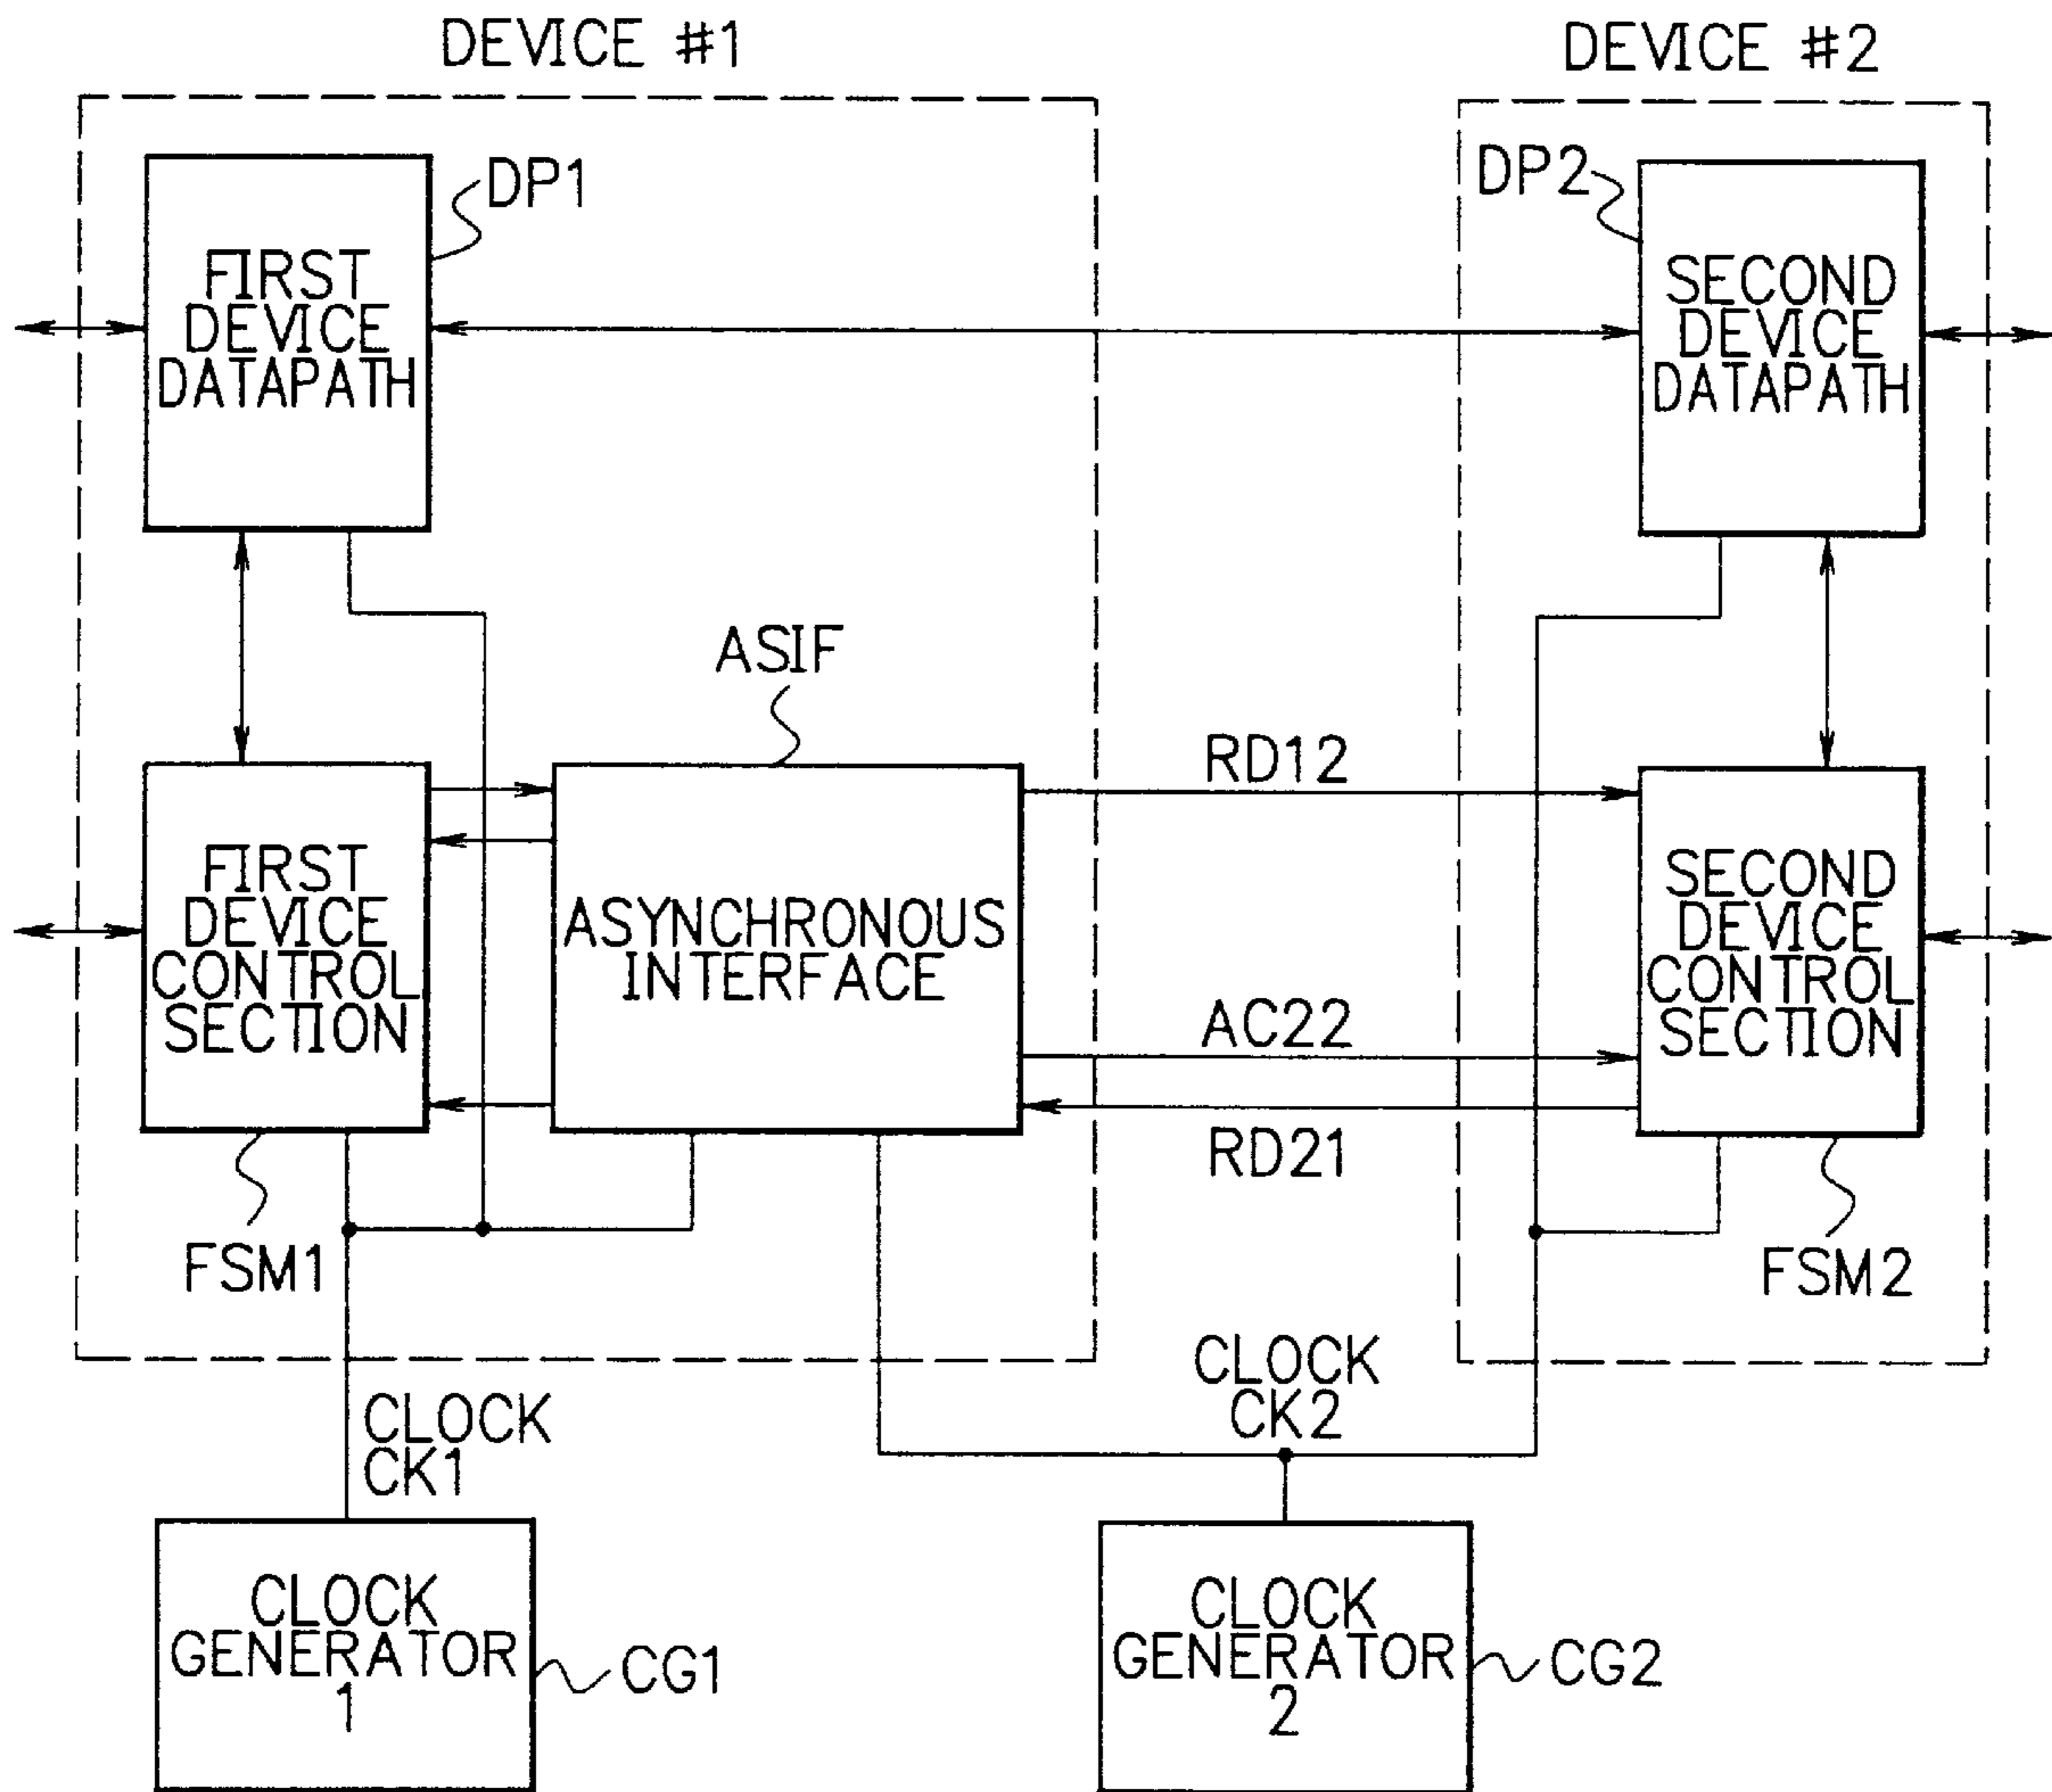 DEVICE #1
DEVICE #2
DP1
DP2
FIRST
DEVICE
DATAPATH
SECOND
DEVICE
DATAPATH
ASIF
RD12
FIRST
DEVICE
CONTROL
SECTION
ASYNCHRONOUS
INTERFACE
SECOND
DEVICE
CONTROL
SECTION
AC22
RD21
FSM1
FSM2
CLOCK
CK1
CLOCK
CK2
CLOCK
GENERATOR
1
CG1
CLOCK
GENERATOR
2
CG2